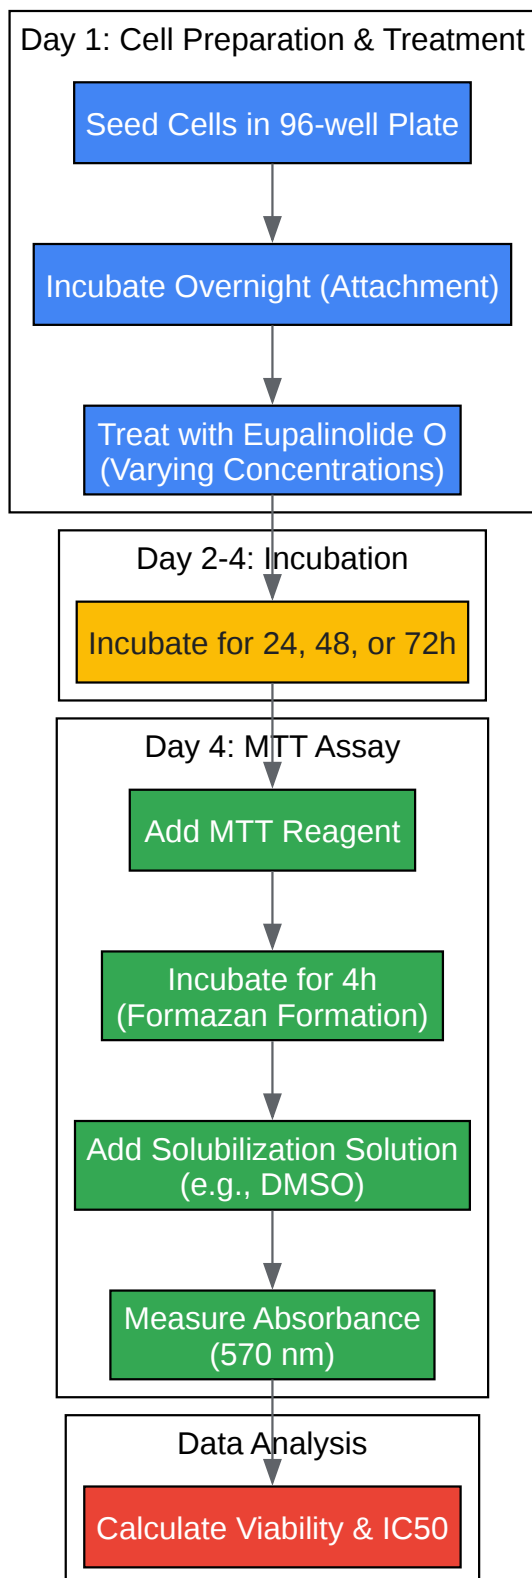 Day 1: Cell Preparation & Treatment
Seed Cells in 96-well Plate
Incubate Overnight (Attachment)
Treat with Eupalinolide O
(Varying Concentrations)
Day 2-4: Incubation
Incubate for 24, 48, or 72h
Day 4: MTT Assay
Add MTT Reagent
Incubate for 4h
(Formazan Formation)
Add Solubilization Solution
(e.g., DMSO)
Measure Absorbance
(570 nm)
Data Analysis
Calculate Viability & IC50